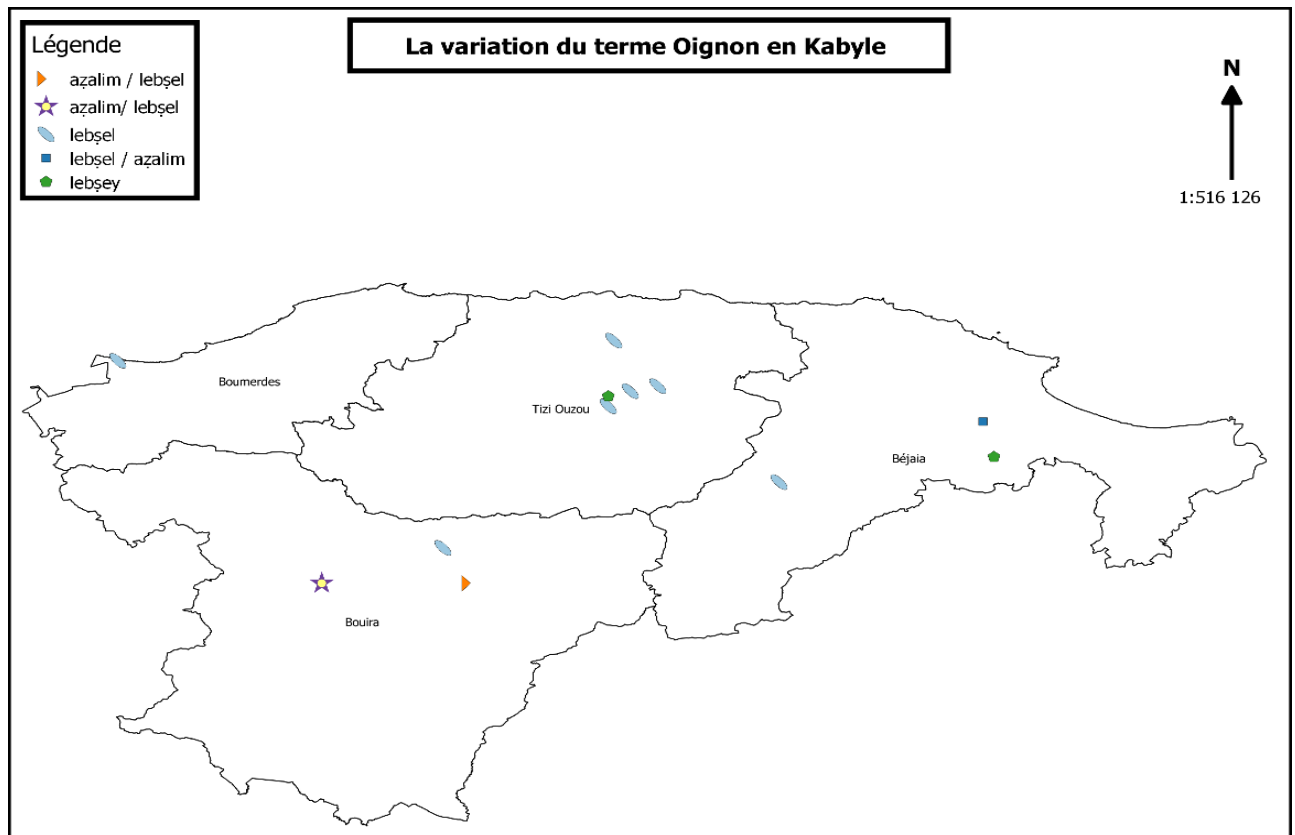 La variation du terme Oignon en Kabyle
Légende
aẓalim / lebṣel
aẓalim/ lebṣel
lebṣel
lebṣel / aẓalim
lebṣey
N
1:516 126
Boumerdes
Tizi Ouzou
Béjaia
Bouira